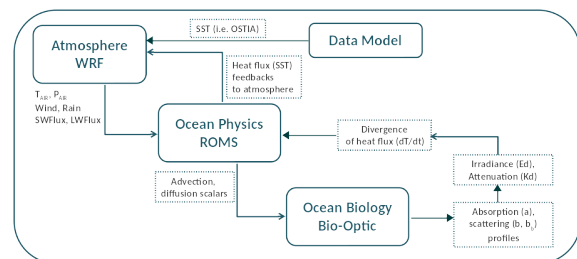 SST (i.e. OSTIA)
Data Model
Atmosphere
WRF
Heat flux (SST)
feedbacks
to atmosphere
TAIR, PAIR
Wind, Rain
SWFlux, LWFlux
Ocean Physics
ROMS
Divergence
of heat flux (dT/dt)
Irradiance (Ed),
Attenuation (Kd)
Advection,
diffusion scalars
Ocean Biology
Bio-Optic
Absorption (a),
scattering (b, bb)
profiles